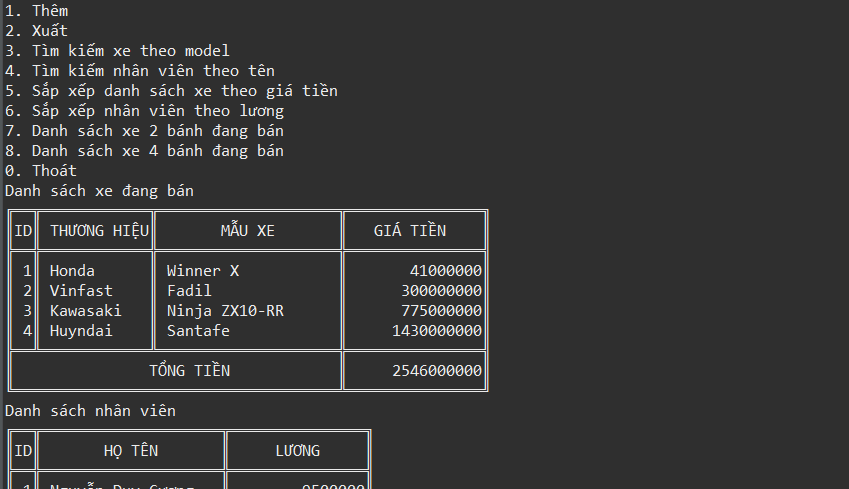 1. Thêm
2. Xuất
3. Tìm kiếm xe theo model
4. Tìm kiếm nhân viên theo tên
5. Sắp xếp danh sách xe theo giá tiền
6. Sắp xếp nhân viên theo lương
7. Danh sách xe 2 bánh đang bán
8. Danh sách xe 4 bánh đang bán
0. Thoát
Danh sách xe đang bán
ID THƯƠNG HIỆU MẪU XE GIÁ TIỀN
1 Honda Winner X 41000000
2 Vinfast Fadil 300000000
3 Kawasaki Ninja ZX10-RR 775000000
4 Huyndai Santafe 1430000000
TỔNG TIỀN 2546000000
Danh sách nhân viên
ID HỌ TÊN LƯƠNG
1 Nguyễn Duy Cương 9500000